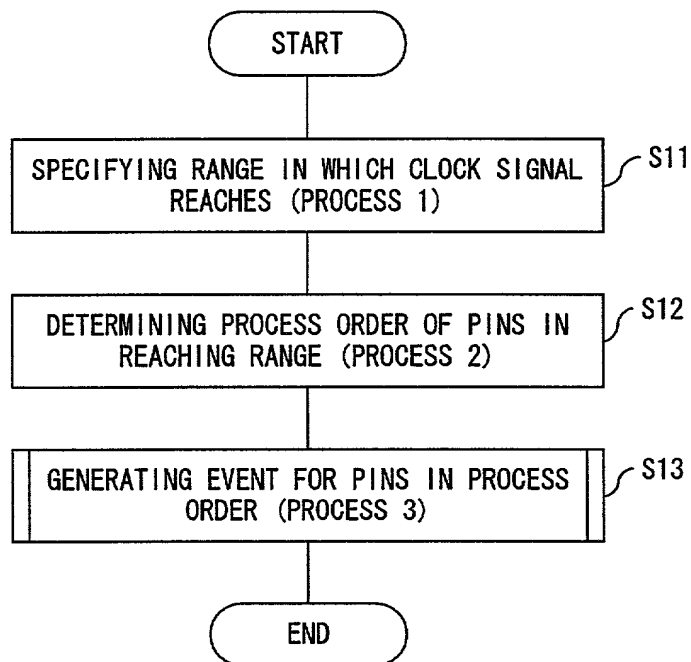 START
SPECIFYING RANGE IN WHICH CLOCK SIGNAL
REACHES (PROCESS 1)
S11
DETERMINING PROCESS ORDER OF PINS IN
REACHING RANGE (PROCESS 2)
S12
GENERATING EVENT FOR PINS IN PROCESS
ORDER (PROCESS 3)
S13
END